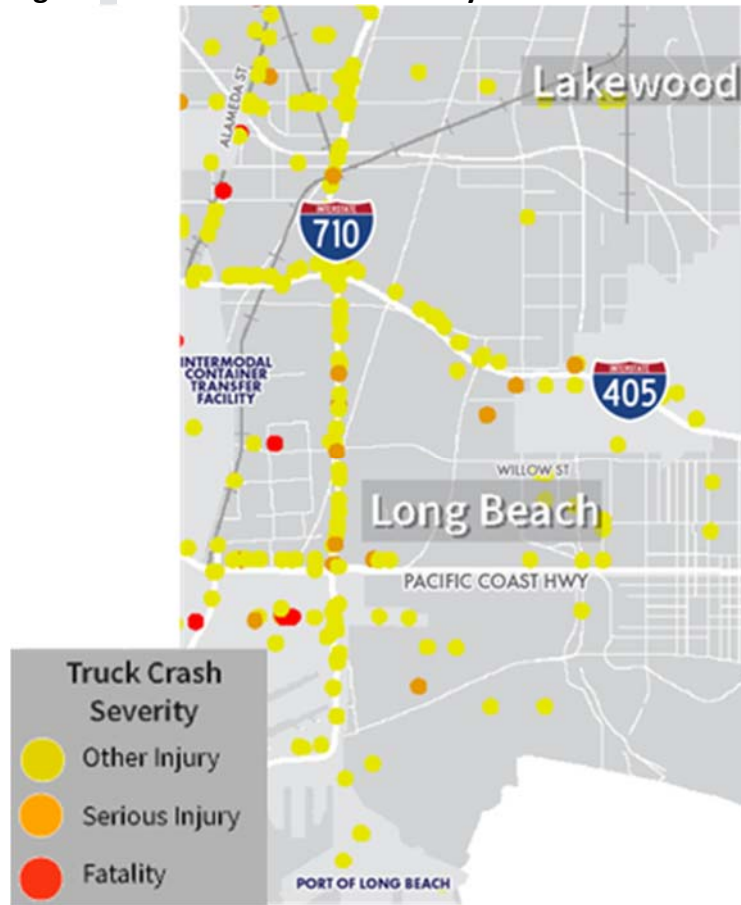 Lakewood
ALAMEDA ST
INTERSTATE
710
INTERMODAL
CONTAINER
TRANSFER
FACILITY
INTERSTATE
405
WILLOW ST
Long Beach
PACIFIC COAST HWY
Truck Crash
Severity
Other Injury
Serious Injury
Fatality
PORT OF LONG BEACH